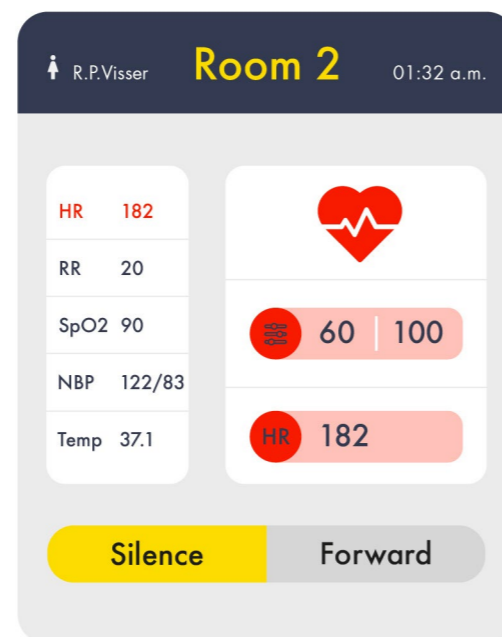 R.P.Visser Room 2 01:32 a.m.
HR 182
RR 20
SpO2 90
NBP 122/83
Temp 37.1
60 | 100
HR 182
Silence Forward